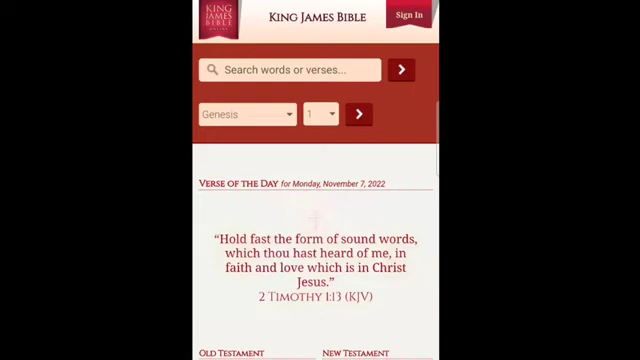 KING
JAMES
BIBLE
ONLINE
KING JAMES BIBLE
Sign In
Search words or verses...
Genesis
1
VERSE OF THE DAY for Monday, November 7, 2022
“Hold fast the form of sound words,
which thou hast heard of me, in
faith and love which is in Christ
Jesus.”
2 TIMOTHY 1:13 (KJV)
OLD TESTAMENT
NEW TESTAMENT